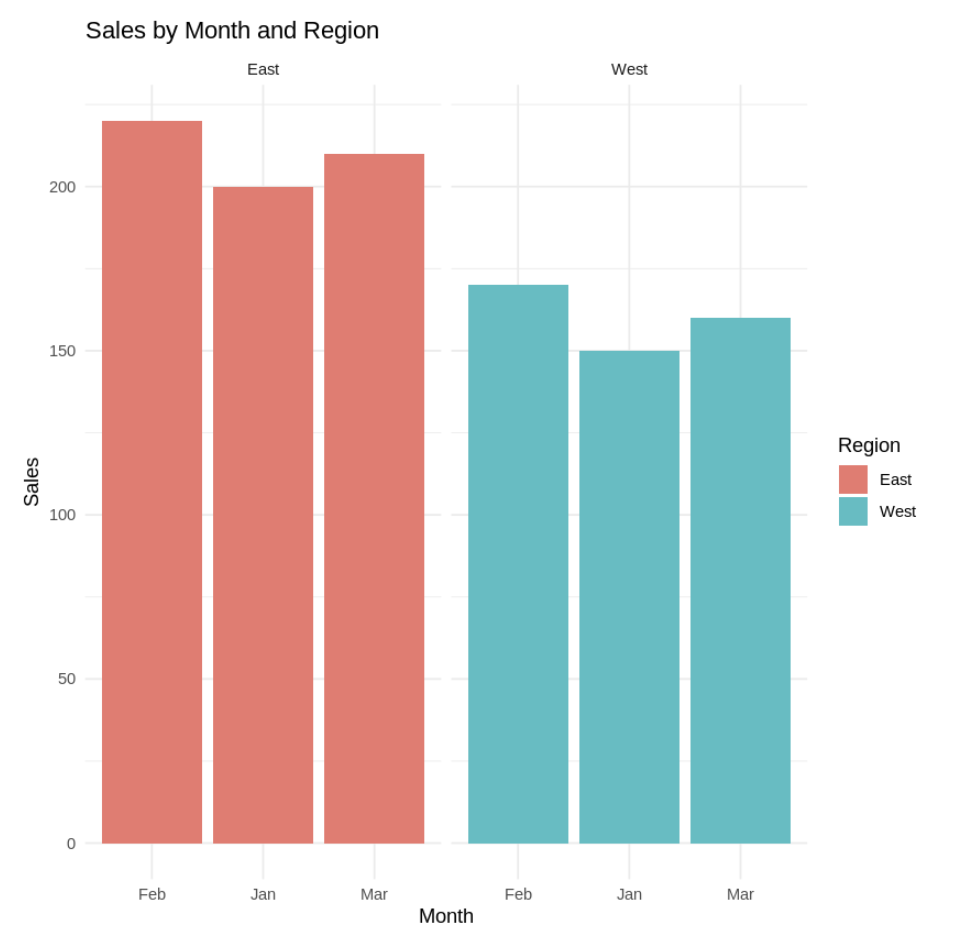 Sales by Month and Region
East
West
200
150
100
50
0
Sales
Feb
Jan
Mar
Feb
Jan
Mar
Month
Region
East
West